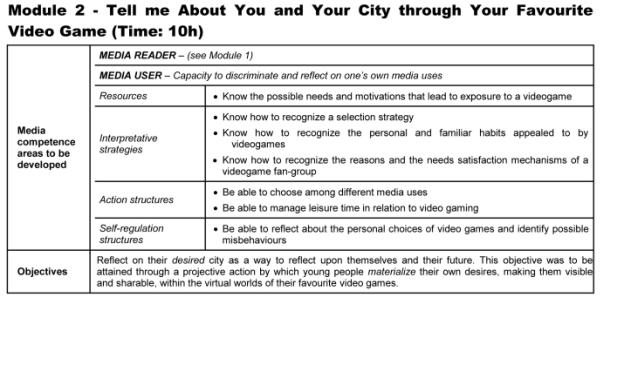 Module 2 - Tell me About You and Your City through Your Favourite
Video Game (Time: 10h)
Media
competence
areas to be
developed
MEDIA READER – (see Module 1)
MEDIA USER – Capacity to discriminate and reflect on one's own media uses
Resources
• Know the possible needs and motivations that lead to exposure to a videogame
Interpretative
strategies
• Know how to recognize a selection strategy
• Know how to recognize the personal and familiar habits appealed to by
videogames
• Know how to recognize the reasons and the needs satisfaction mechanisms of a
videogame fan-group
Action structures
• Be able to choose among different media uses
• Be able to manage leisure time in relation to video gaming
Self-regulation
structures
• Be able to reflect about the personal choices of video games and identify possible
misbehaviours
Objectives
Reflect on their desired city as a way to reflect upon themselves and their future. This objective was to be
attained through a projective action by which young people materialize their own desires, making them visible
and sharable, within the virtual worlds of their favourite video games.